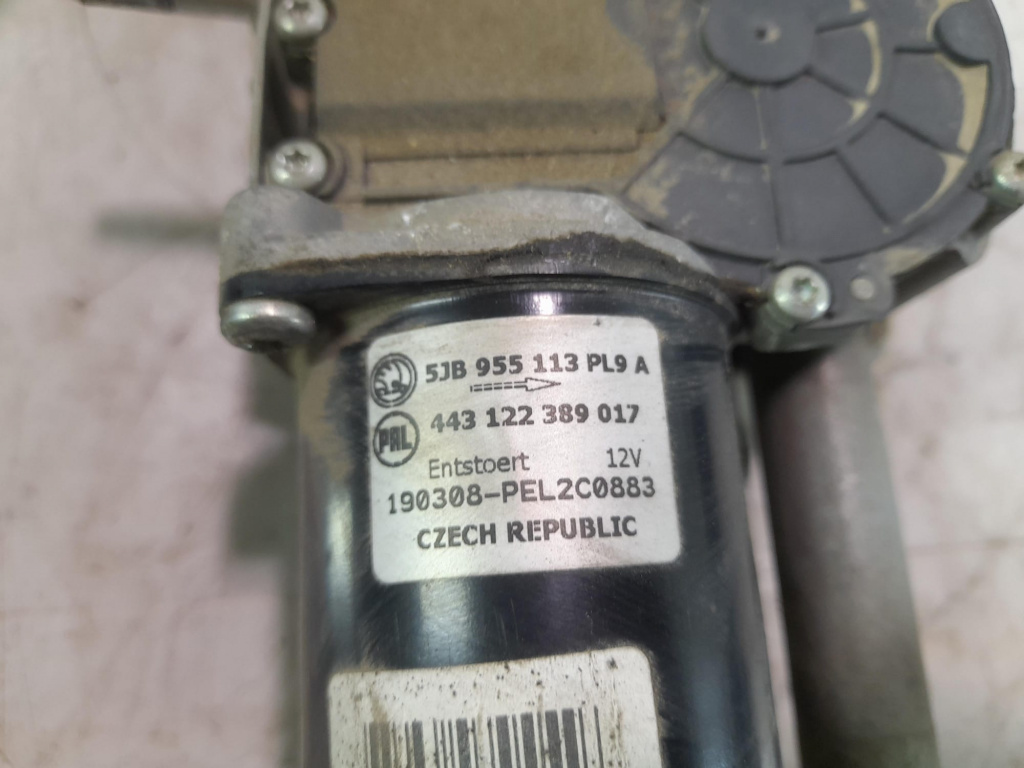 5JB 955 113 PL9 A
443 122 389 017
PAL
Entstoert 12V
190308-PEL2C0883
CZECH REPUBLIC